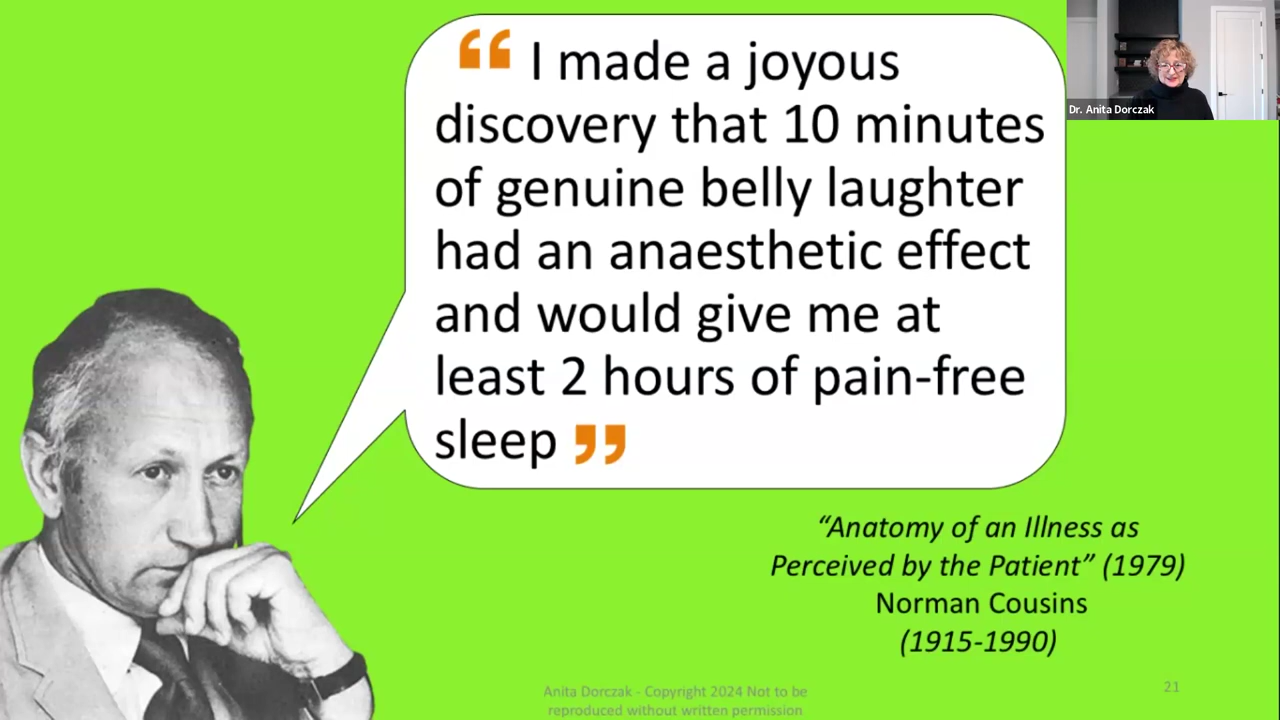 “ I made a joyous
discovery that 10 minutes
of genuine belly laughter
had an anaesthetic effect
and would give me at
least 2 hours of pain-free
sleep ”
“Anatomy of an Illness as
Perceived by the Patient” (1979)
Norman Cousins
(1915-1990)
Anita Dorczak - Copyright 2024 Not to be
reproduced without written permission
21
Dr. Anita Dorczak